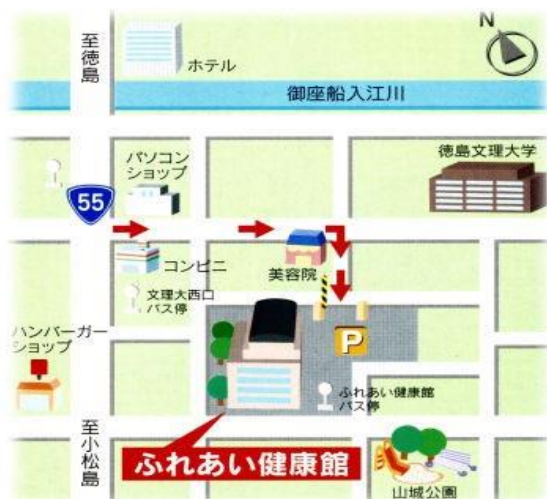 N
至徳島
ホテル
御座船入江川
パソコン
ショップ
徳島文理大学
55
コンビニ
美容院
文理大西口
バス停
ハンバーガー
ショップ
P
ふれあい健康館
バス停
至小松島
ふれあい健康館
山城公園